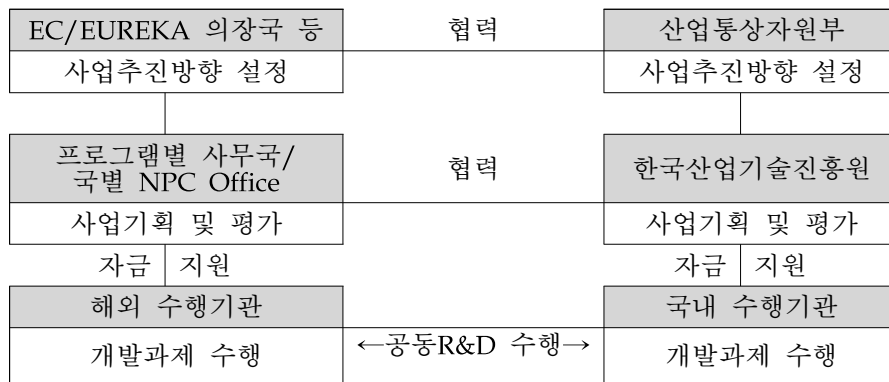 EC/EUREKA 의장국 등 협력 산업통상자원부
사업추진방향 설정 사업추진방향 설정
프로그램별 사무국/
국별 NPC Office 협력 한국산업기술진흥원
사업기획 및 평가 사업기획 및 평가
자금 지원 자금 지원
해외 수행기관 국내 수행기관
←공동R&D 수행→
개발과제 수행 개발과제 수행